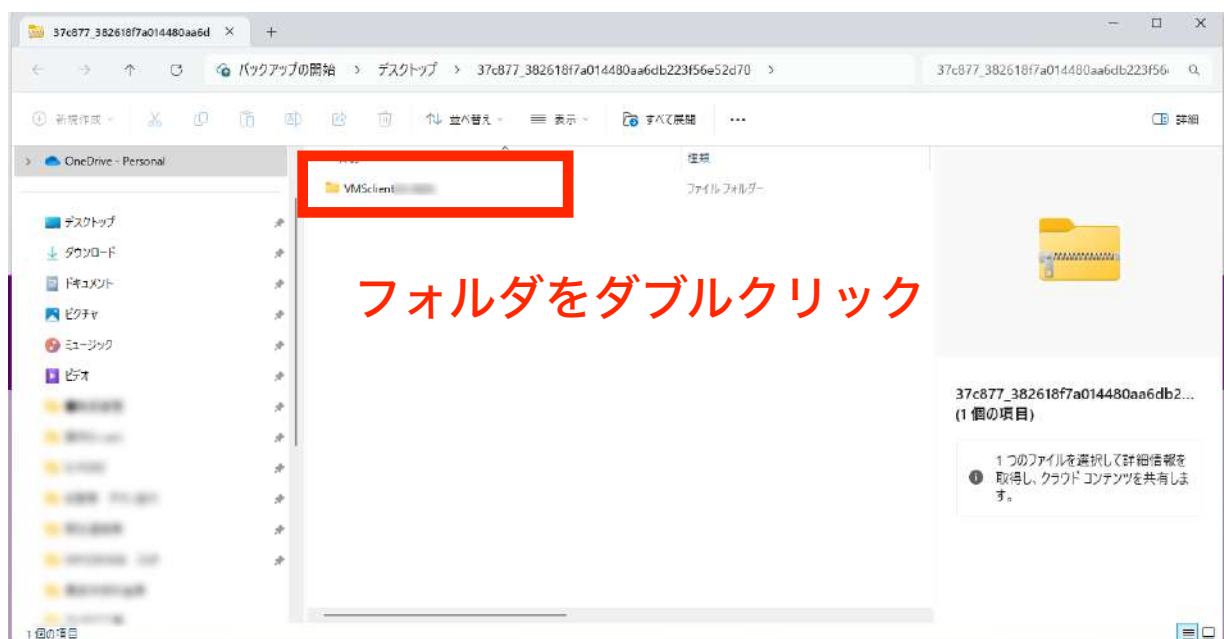 37c877_382618f7a014480aa6d
バックアップの開始 > デスクトップ > 37c877_382618f7a014480aa6db223f56e52d70 >
37c877_382618f7a014480aa6db223f56
新規作成
並べ替え
表示
すべて展開
詳細
OneDrive - Personal
種類
VMSclient
ファイル フォルダー
デスクトップ
ダウンロード
ドキュメント
ピクチャ
ミュージック
ビデオ
フォルダをダブルクリック
37c877_382618f7a014480aa6db2...
(1 個の項目)
1 つのファイルを選択して詳細情報を
取得し、クラウド コンテンツを共有しま
す。
1 個の項目